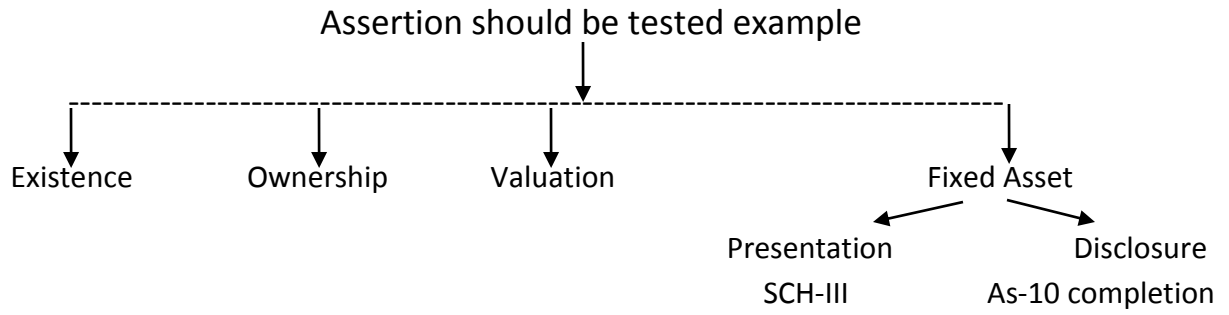 Assertion should be tested example
Existence Ownership Valuation Fixed Asset
Presentation Disclosure
SCH-III As-10 completion